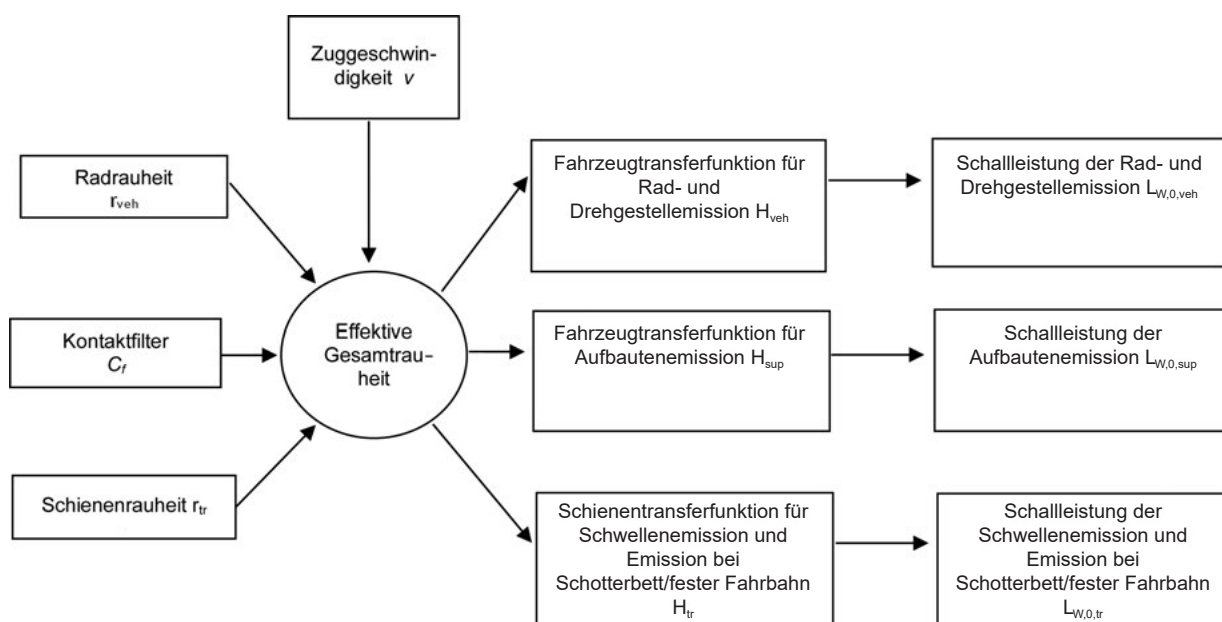 Zuggeschwin-
digkeit v
Radrauheit
rveh
Kontaktfilter
Cf
Schienenrauheit rtr
Effektive
Gesamtrau-
heit
Fahrzeugtransferfunktion für
Rad- und
Drehgestellemission Hveh
Schallleistung der Rad- und
Drehgestellemission LW,0,veh
Fahrzeugtransferfunktion für
Aufbautenemission Hsup
Schallleistung der
Aufbautenemission LW,0,sup
Schienentransferfunktion für
Schwellenemission und
Emission bei
Schotterbett/fester Fahrbahn
Htr
Schallleistung der
Schwellenemission und
Emission bei
Schotterbett/fester Fahrbahn
LW,0,tr